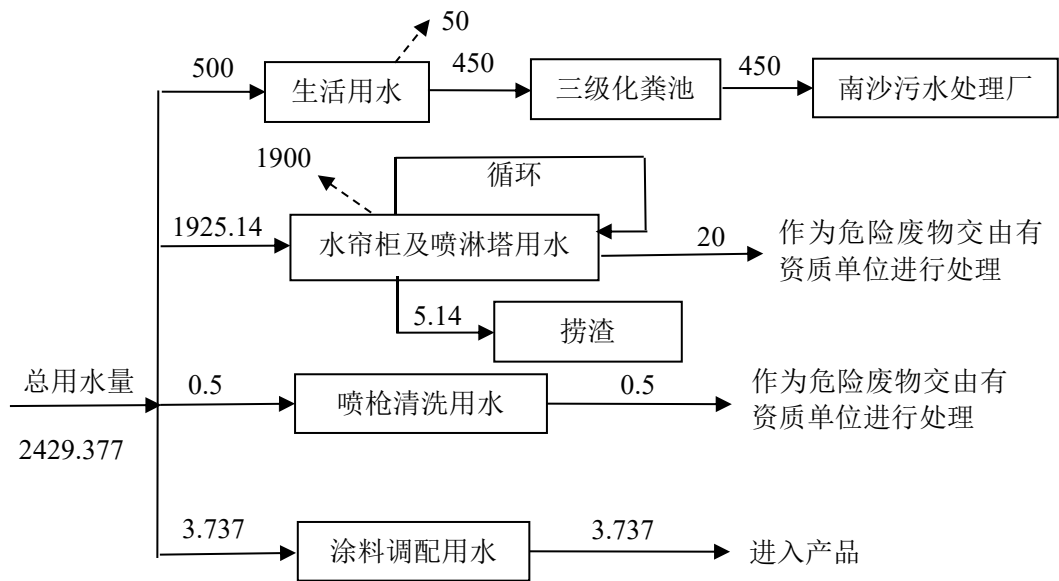 50
500
生活用水
450
三级化粪池
450
南沙污水处理厂
1900
循环
1925.14
水帘柜及喷淋塔用水
20
作为危险废物交由有
资质单位进行处理
5.14
捞渣
总用水量
2429.377
0.5
喷枪清洗用水
0.5
作为危险废物交由有
资质单位进行处理
3.737
涂料调配用水
3.737
进入产品